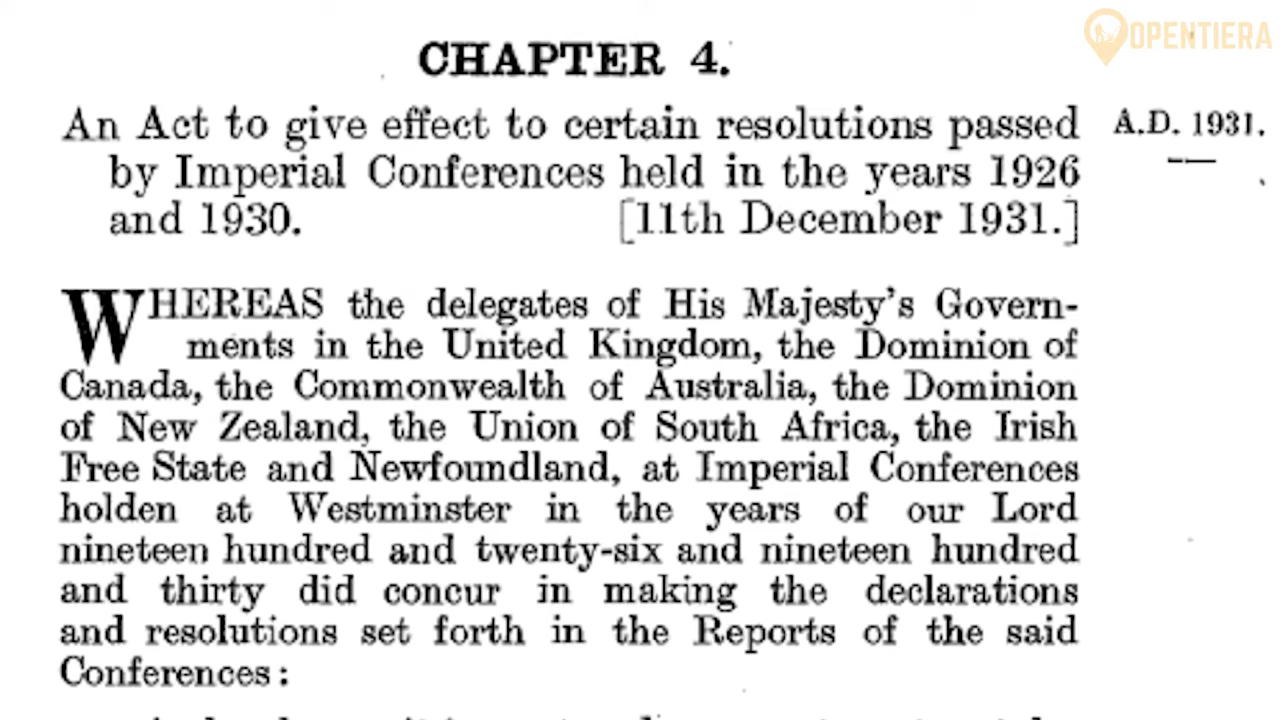 OPENTIERA
CHAPTER 4.
An Act to give effect to certain resolutions passed
by Imperial Conferences held in the years 1926
and 1930. [11th December 1931.]
A.D. 1931.
WHEREAS the delegates of His Majesty's Govern-
ments in the United Kingdom, the Dominion of
Canada, the Commonwealth of Australia, the Dominion
of New Zealand, the Union of South Africa, the Irish
Free State and Newfoundland, at Imperial Conferences
holden at Westminster in the years of our Lord
nineteen hundred and twenty-six and nineteen hundred
and thirty did concur in making the declarations
and resolutions set forth in the Reports of the said
Conferences: